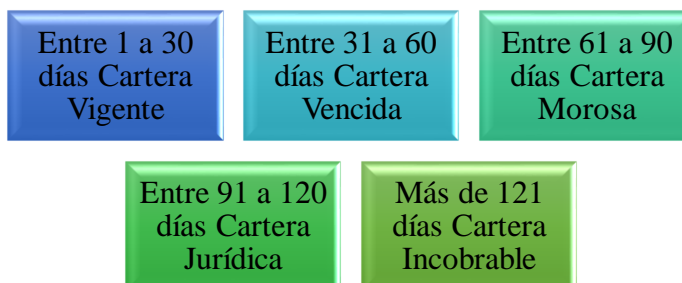 Entre 1 a 30
días Cartera
Vigente
Entre 31 a 60
días Cartera
Vencida
Entre 61 a 90
días Cartera
Morosa
Entre 91 a 120
días Cartera
Jurídica
Más de 121
días Cartera
Incobrable